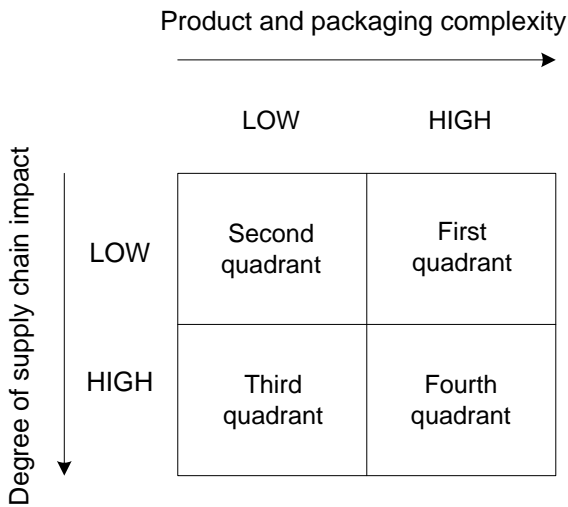 Product and packaging complexity
LOW
HIGH
Degree of supply chain impact
LOW
Second
quadrant
First
quadrant
HIGH
Third
quadrant
Fourth
quadrant